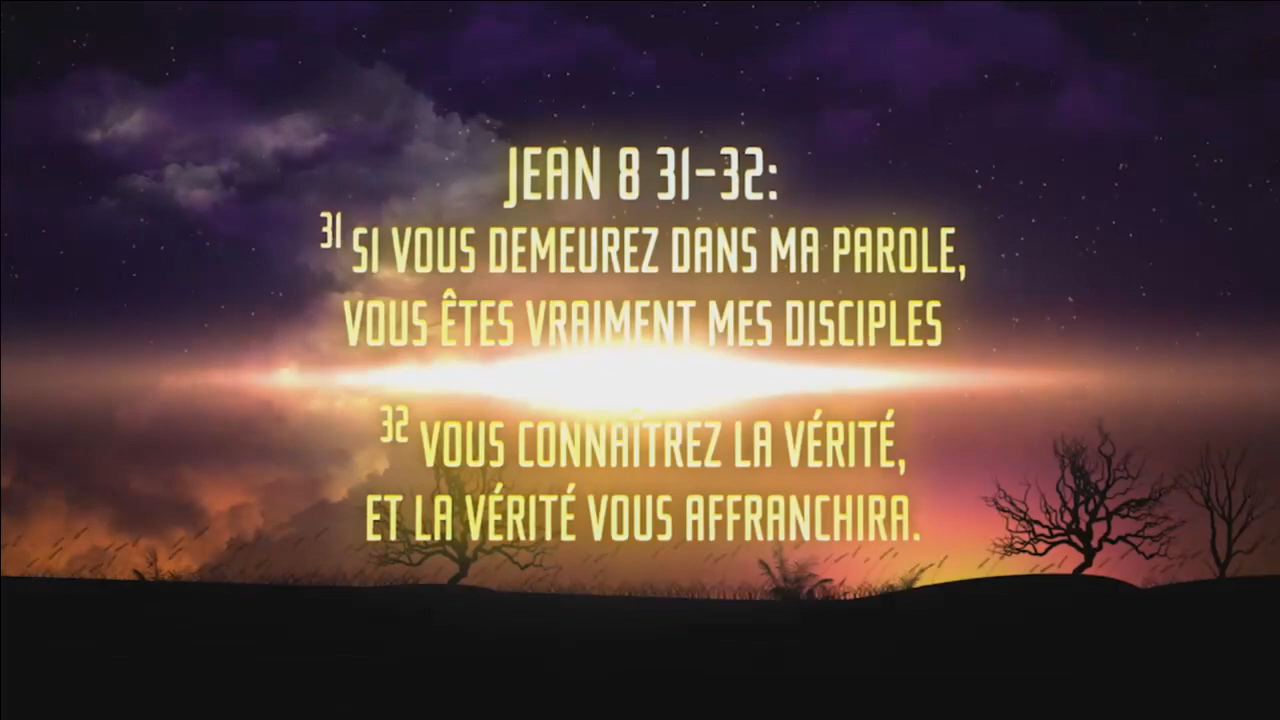 JEAN 8 31-32:
31 SI VOUS DEMEUREZ DANS MA PAROLE,
VOUS ÊTES VRAIMENT MES DISCIPLES
32 VOUS CONNAÎTREZ LA VÉRITÉ,
ET LA VÉRITÉ VOUS AFFRANCHIRA.